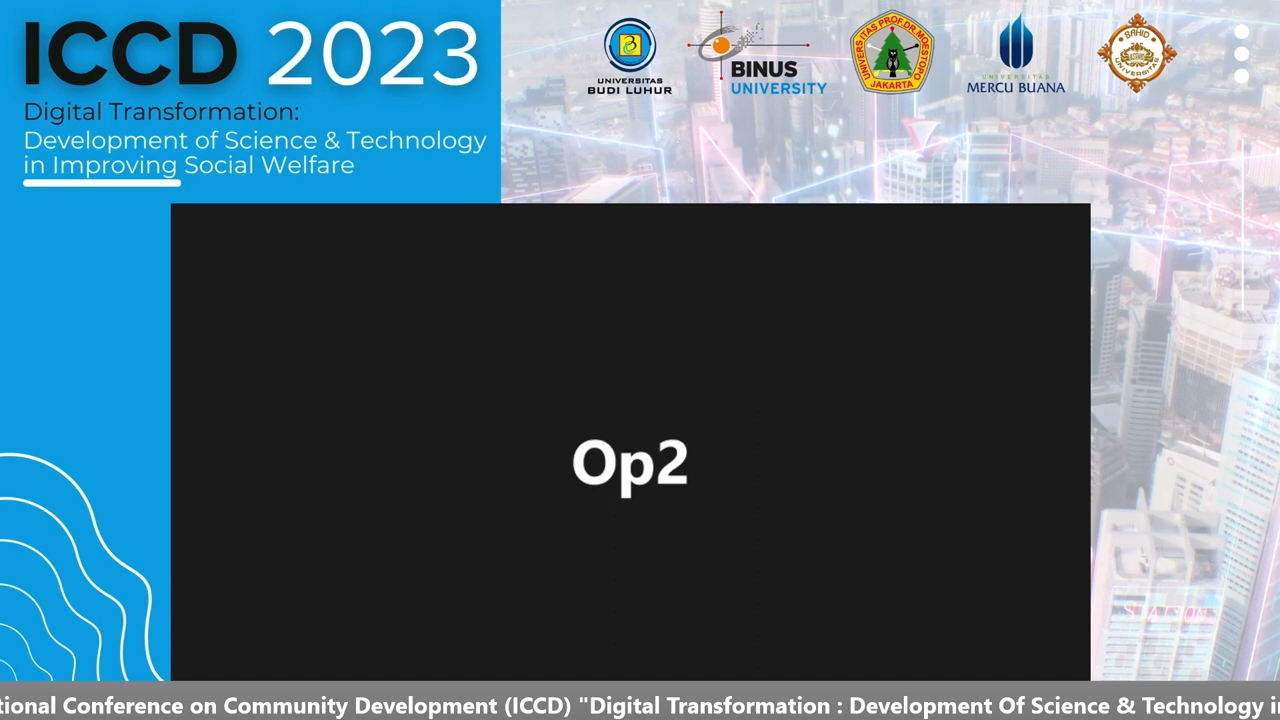 ICCD 2023
Digital Transformation:
Development of Science & Technology
in Improving Social Welfare
UNIVERSITAS
BUDI LUHUR
BINUS
UNIVERSITY
UNIVERSITAS PROF. DR. MOESTOPO
JAKARTA
UNIVERSITAS
MERCU BUANA
SAHID
UNIVERSITAS
Op2
tional Conference on Community Development (ICCD) "Digital Transformation : Development Of Science & Technology i